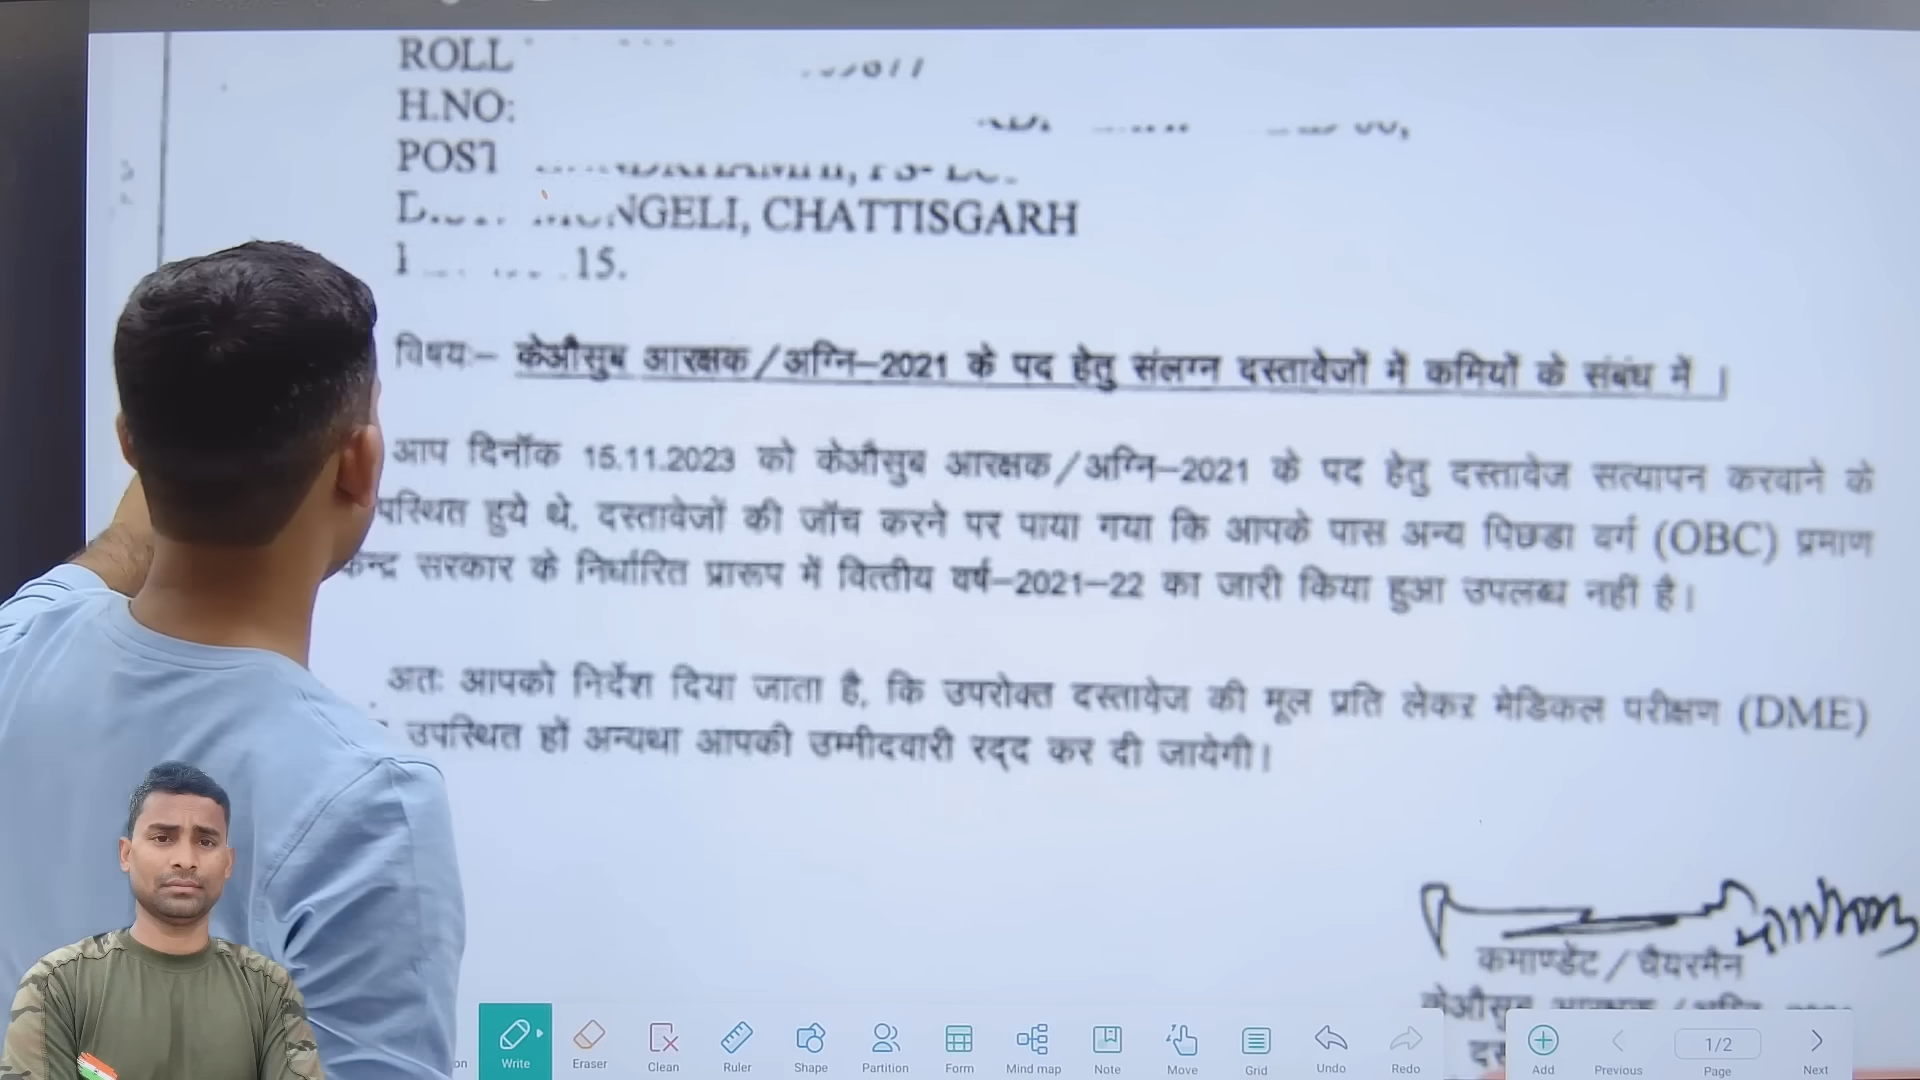 ROLL
H.NO:
POST
NGELI, CHATTISGARH
15.
विषयः– केऔसुब आरक्षक/अग्नि–2021 के पद हेतु संलग्न दस्तावेजों में कमियों के संबंध में |
आप दिनॉक 15.11.2023 को केऔसुब आरक्षक/अग्नि–2021 के पद हेतु दस्तावेज सत्यापन करवाने के
पस्थित हुये थे, दस्तावेजों की जॉच करने पर पाया गया कि आपके पास अन्य पिछडा वर्ग (OBC) प्रमाण
केन्द्र सरकार के निर्धारित प्रारूप में वित्तीय वर्ष–2021–22 का जारी किया हुआ उपलब्ध नहीं है।
अतः आपको निर्देश दिया जाता है, कि उपरोक्त दस्तावेज की मूल प्रति लेकर मेडिकल परीक्षण (DME)
उपस्थित हों अन्यथा आपकी उम्मीदवारी रद्द कर दी जायेगी।
कमाण्डेट/चैयरमैन
केऔसुब
on Write Eraser Clean Ruler Shape Partition Form Mind map Note Move Grid Undo Redo Add Previous 1/2 Page Next